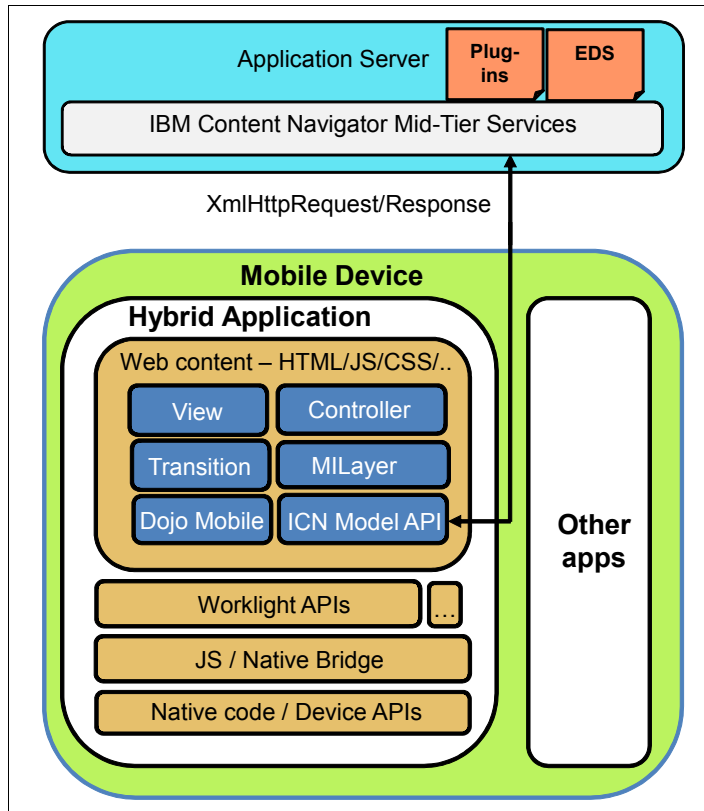 Application Server
Plug-
ins
EDS
IBM Content Navigator Mid-Tier Services
XmlHttpRequest/Response
Mobile Device
Hybrid Application
Web content – HTML/JS/CSS/..
View
Controller
Transition
MILayer
Dojo Mobile
ICN Model API
Other
apps
Worklight APIs
...
JS / Native Bridge
Native code / Device APIs